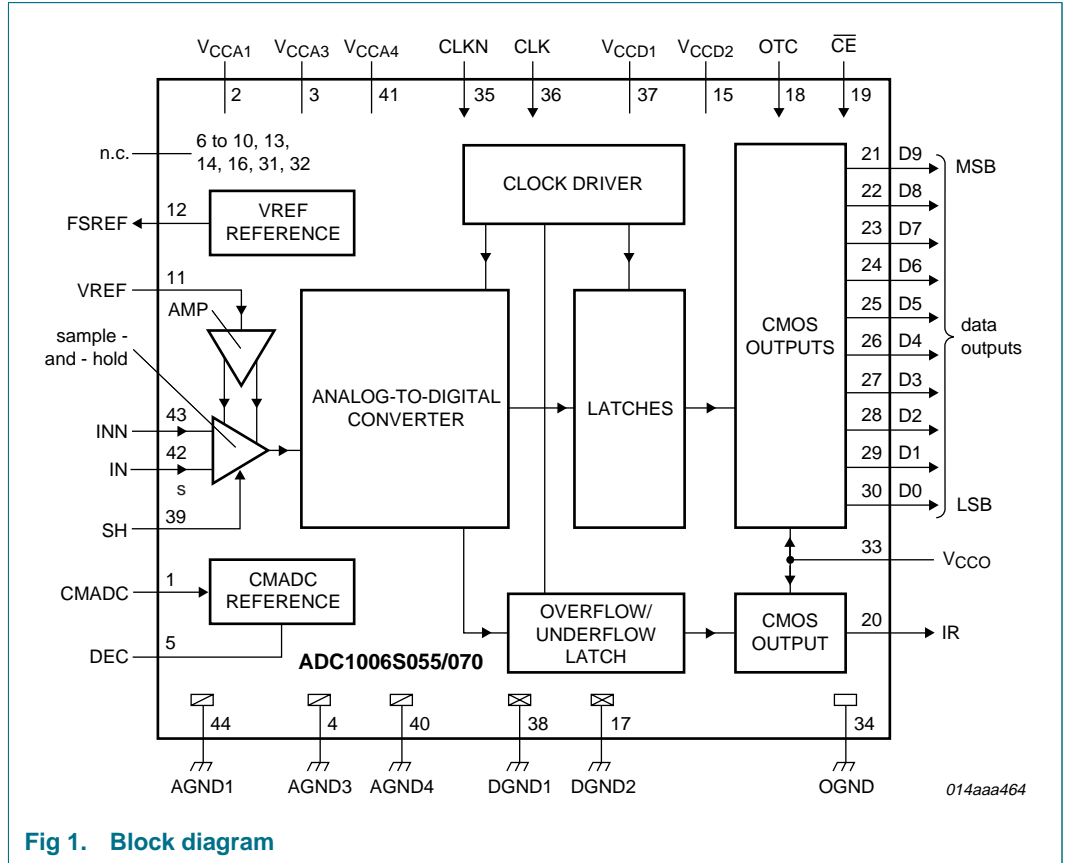 VCCA1 VCCA3 VCCA4 CLKN CLK VCCD1 VCCD2 OTC CE
2 3 41 35 36 37 15 18 19
n.c.
6 to 10, 13,
14, 16, 31, 32
FSREF
12
VREF
REFERENCE
VREF
11
AMP
sample -
and - hold
INN
43
IN
42
s
SH
39
CMADC
1
CMADC
REFERENCE
DEC
5
CLOCK DRIVER
ANALOG-TO-DIGITAL
CONVERTER
LATCHES
CMOS
OUTPUTS
21 D9 MSB
22 D8
23 D7
24 D6
25 D5
26 D4
27 D3
28 D2
29 D1
30 D0 LSB
data
outputs
33
VCCO
OVERFLOW/
UNDERFLOW
LATCH
CMOS
OUTPUT
20 IR
ADC1006S055/070
44 4 40 38 17 34
AGND1 AGND3 AGND4 DGND1 DGND2 OGND
014aaa464
Fig 1. Block diagram